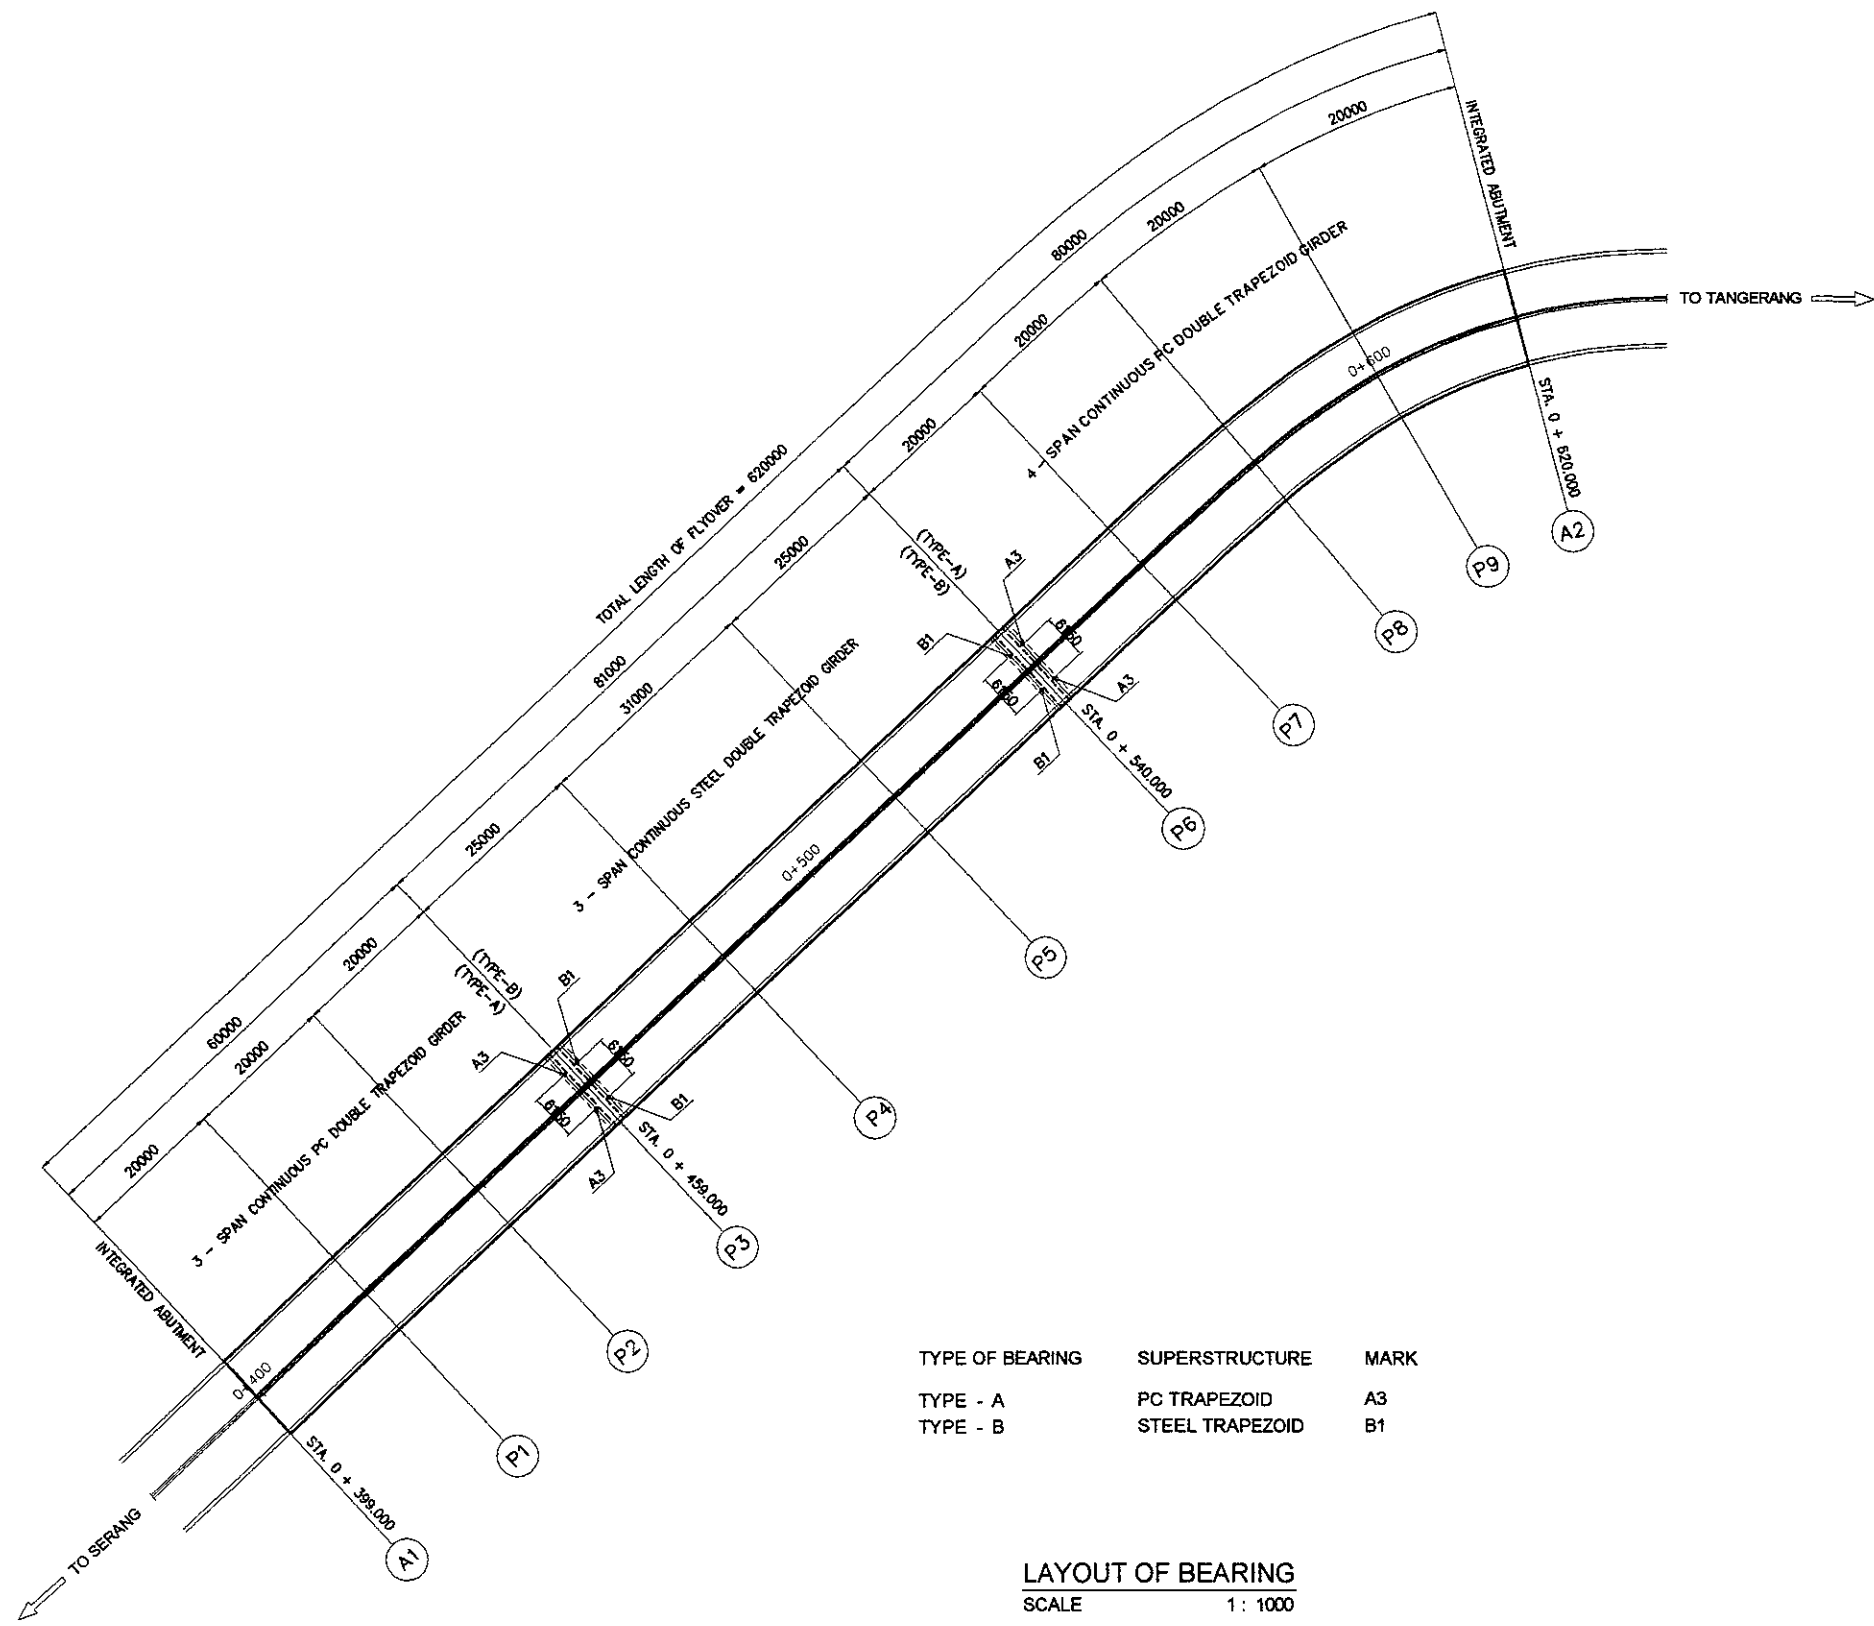 INTEGRATED ABUTMENT
20000
80000
20000
20000
20000
4 - SPAN CONTINUOUS PC DOUBLE TRAPEZOID GIRDER
TO TANGERANG
0+600
STA. 0 + 620.000
A2
P9
P8
P7
TOTAL LENGTH OF FLYOVER = 620000
(TYPE-A)
(TYPE-B)
A3
B1
6150
6150
A3
B1
STA. 0 + 540.000
P6
81000
25000
31000
25000
3 - SPAN CONTINUOUS STEEL DOUBLE TRAPEZOID GIRDER
0+500
P5
P4
(TYPE-B)
(TYPE-A)
B1
A3
6150
6150
B1
A3
STA. 0 + 459.000
P3
60000
20000
20000
20000
3 - SPAN CONTINUOUS PC DOUBLE TRAPEZOID GIRDER
P2
P1
INTEGRATED ABUTMENT
0+400
STA. 0 + 399.000
A1
TO SERANG
TYPE OF BEARING SUPERSTRUCTURE MARK
TYPE - A PC TRAPEZOID A3
TYPE - B STEEL TRAPEZOID B1
LAYOUT OF BEARING
SCALE 1 : 1000